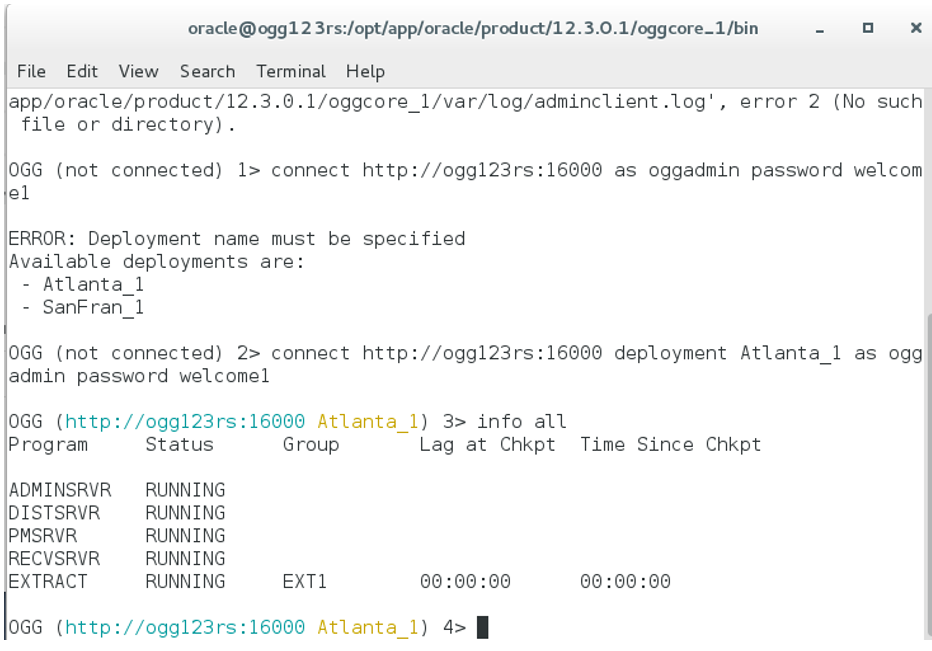 oracle@ogg123rs:/opt/app/oracle/product/12.3.0.1/oggcore_1/bin
File Edit View Search Terminal Help
app/oracle/product/12.3.0.1/oggcore_1/var/log/adminclient.log', error 2 (No such
 file or directory).
OGG (not connected) 1> connect http://ogg123rs:16000 as oggadmin password welcom
e1
ERROR: Deployment name must be specified
Available deployments are:
 - Atlanta_1
 - SanFran_1
OGG (not connected) 2> connect http://ogg123rs:16000 deployment Atlanta_1 as ogg
admin password welcome1
OGG (http://ogg123rs:16000 Atlanta_1) 3> info all
Program     Status      Group       Lag at Chkpt  Time Since Chkpt
ADMINSRVR   RUNNING
DISTSRVR    RUNNING
PMSRVR      RUNNING
RECVSRVR    RUNNING
EXTRACT     RUNNING     EXT1        00:00:00      00:00:00
OGG (http://ogg123rs:16000 Atlanta_1) 4>